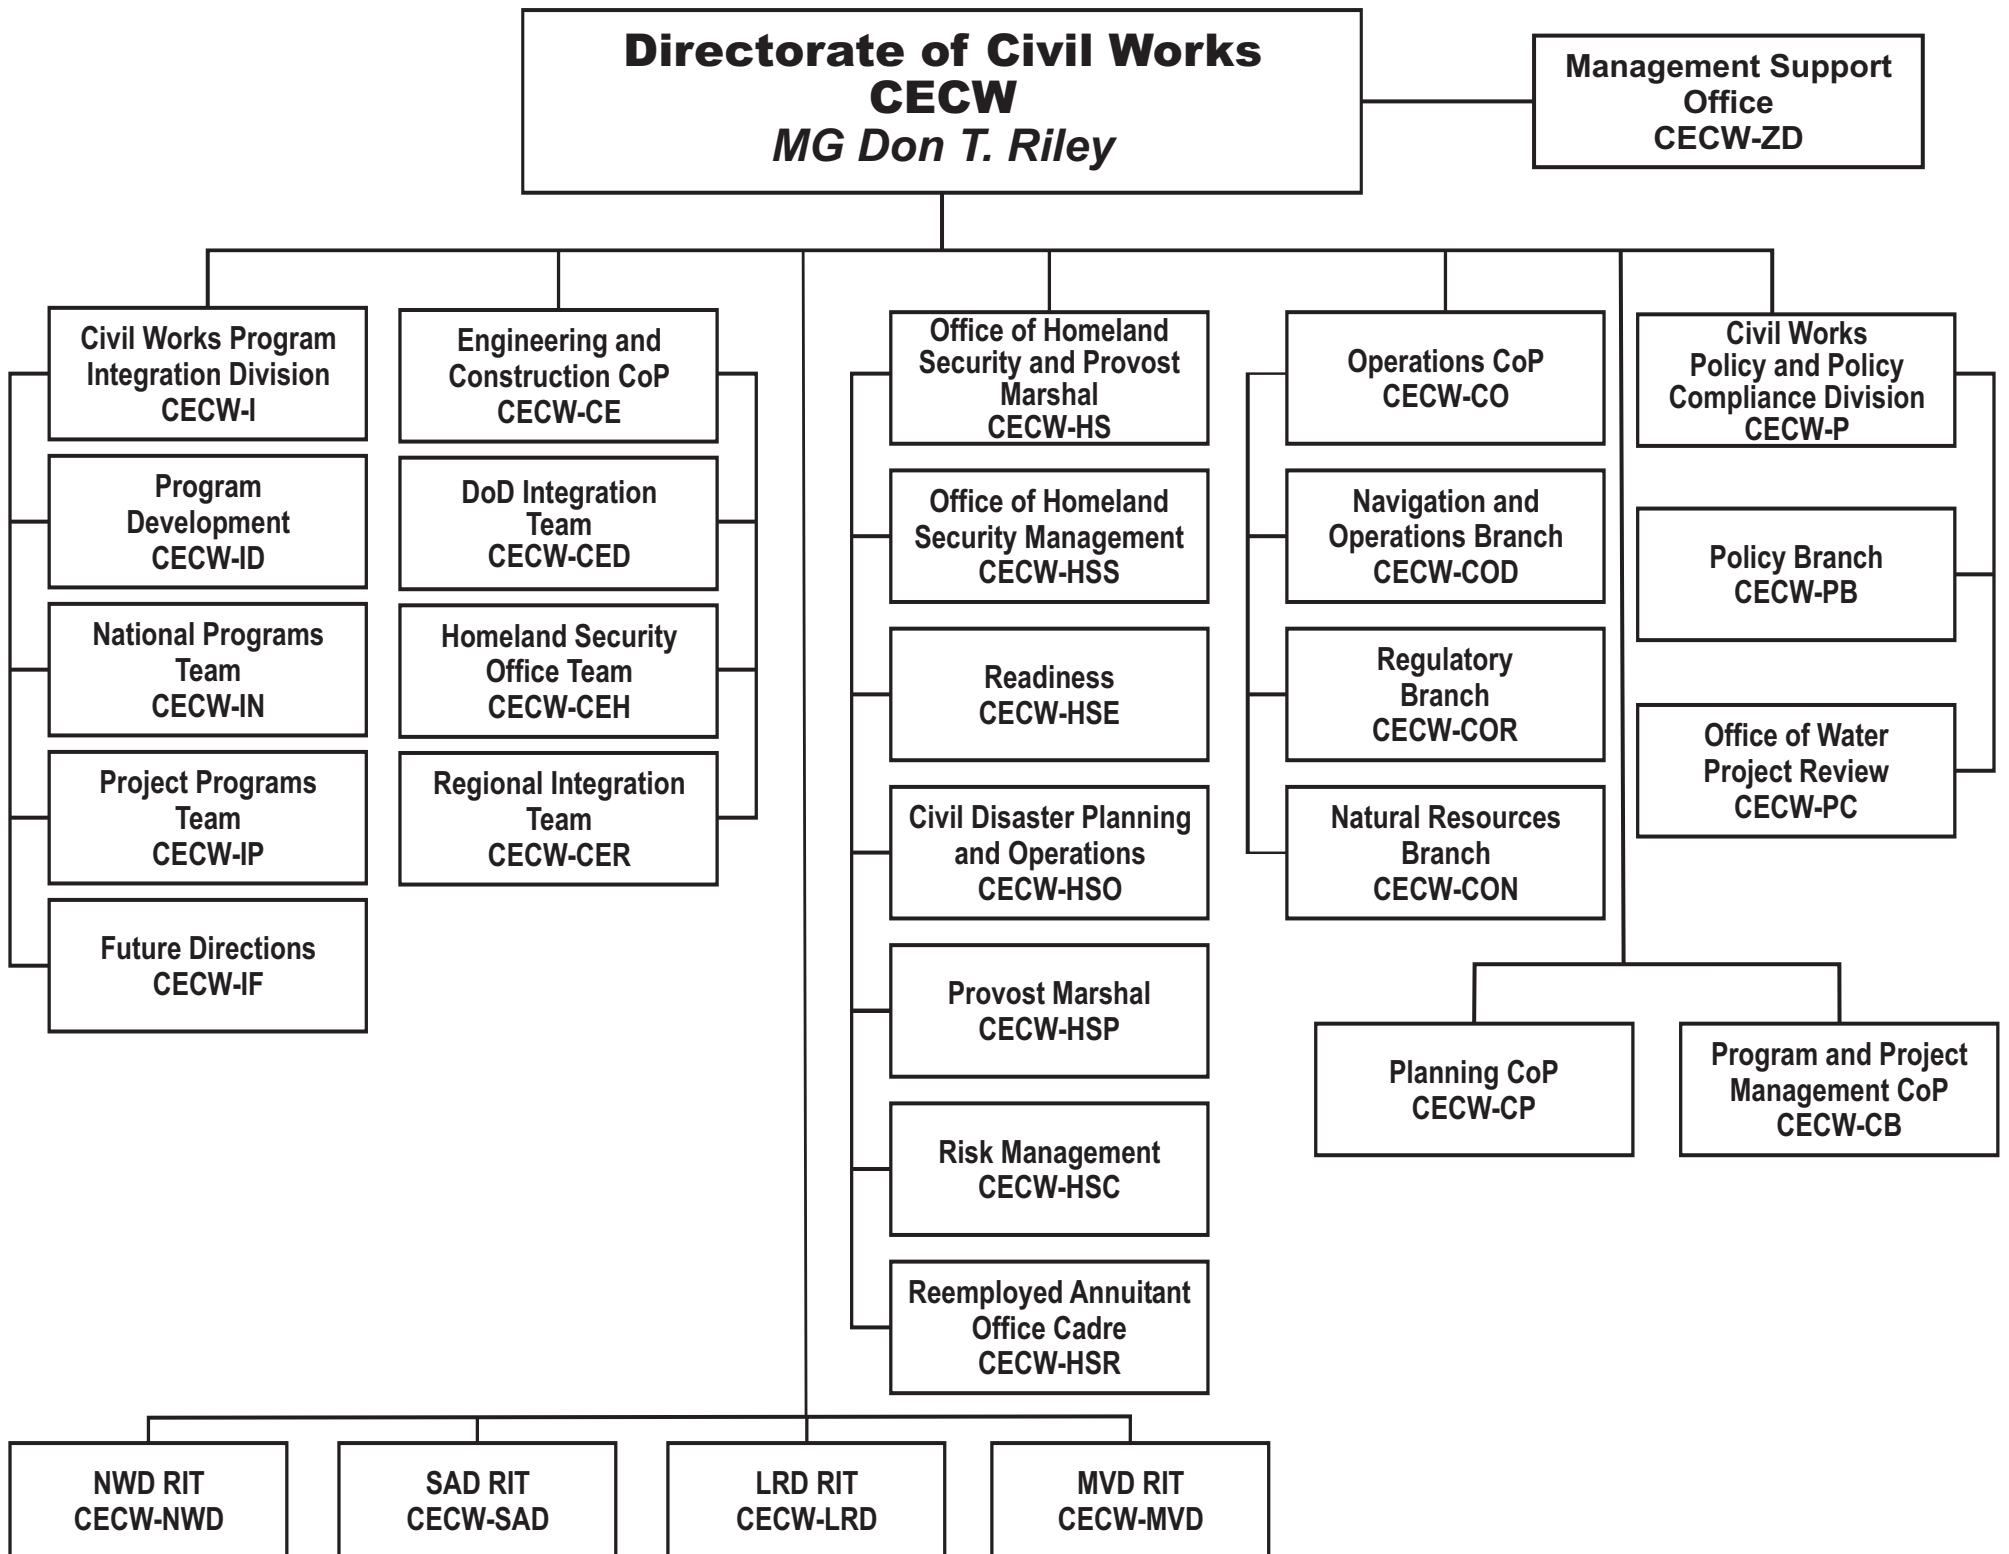 Directorate of Civil Works
CECW
MG Don T. Riley
Management Support
Office
CECW-ZD
Civil Works Program
Integration Division
CECW-I
Program
Development
CECW-ID
National Programs
Team
CECW-IN
Project Programs
Team
CECW-IP
Future Directions
CECW-IF
Engineering and
Construction CoP
CECW-CE
DoD Integration
Team
CECW-CED
Homeland Security
Office Team
CECW-CEH
Regional Integration
Team
CECW-CER
Office of Homeland
Security and Provost
Marshal
CECW-HS
Office of Homeland
Security Management
CECW-HSS
Readiness
CECW-HSE
Civil Disaster Planning
and Operations
CECW-HSO
Provost Marshal
CECW-HSP
Risk Management
CECW-HSC
Reemployed Annuitant
Office Cadre
CECW-HSR
Operations CoP
CECW-CO
Navigation and
Operations Branch
CECW-COD
Regulatory
Branch
CECW-COR
Natural Resources
Branch
CECW-CON
Civil Works
Policy and Policy
Compliance Division
CECW-P
Policy Branch
CECW-PB
Office of Water
Project Review
CECW-PC
Planning CoP
CECW-CP
Program and Project
Management CoP
CECW-CB
NWD RIT
CECW-NWD
SAD RIT
CECW-SAD
LRD RIT
CECW-LRD
MVD RIT
CECW-MVD